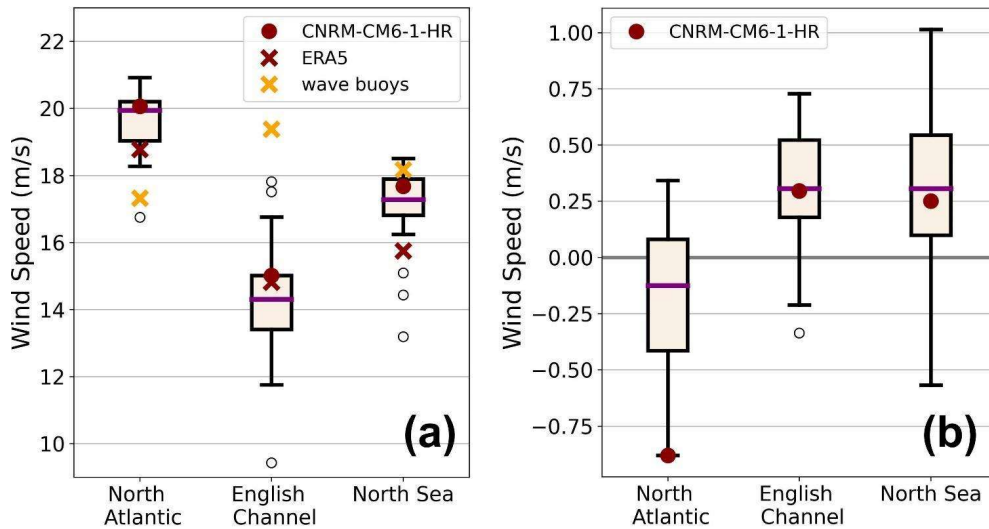 CNRM-CM6-1-HR
ERA5
wave buoys
22
20
18
16
14
12
10
Wind Speed (m/s)
North
Atlantic
English
Channel
North Sea
(a)
CNRM-CM6-1-HR
1.00
0.75
0.50
0.25
0.00
−0.25
−0.50
−0.75
Wind Speed (m/s)
North
Atlantic
English
Channel
North Sea
(b)